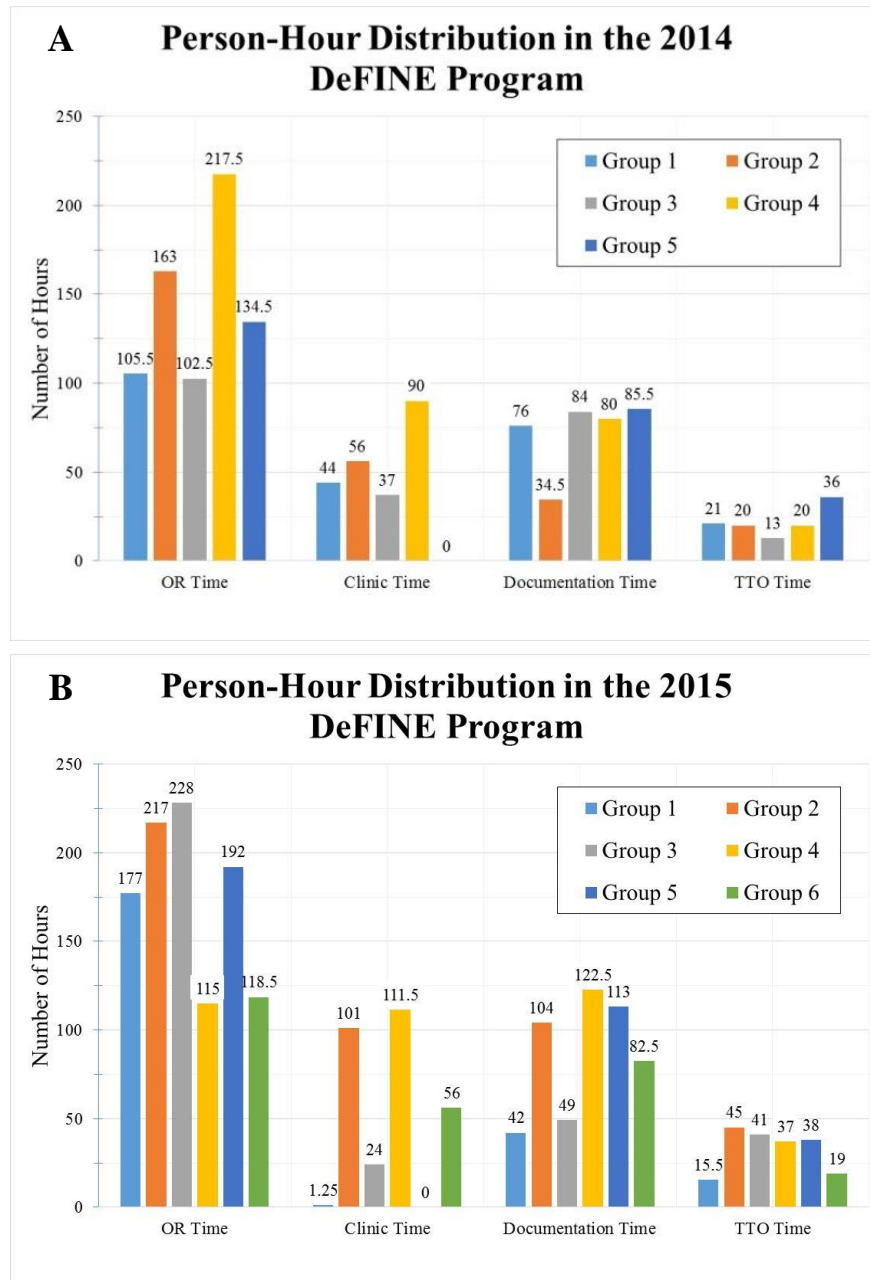 A
Person-Hour Distribution in the 2014
DeFINE Program
250
200
150
100
50
0
Number of Hours
Group 1
Group 2
Group 3
Group 4
Group 5
105.5
163
102.5
217.5
134.5
44
56
37
90
0
76
34.5
84
80
85.5
21
20
13
20
36
OR Time
Clinic Time
Documentation Time
TTO Time
B
Person-Hour Distribution in the 2015
DeFINE Program
250
200
150
100
50
0
Number of Hours
Group 1
Group 2
Group 3
Group 4
Group 5
Group 6
177
217
228
115
192
118.5
1.25
101
24
111.5
0
56
42
104
49
122.5
113
82.5
15.5
45
41
37
38
19
OR Time
Clinic Time
Documentation Time
TTO Time